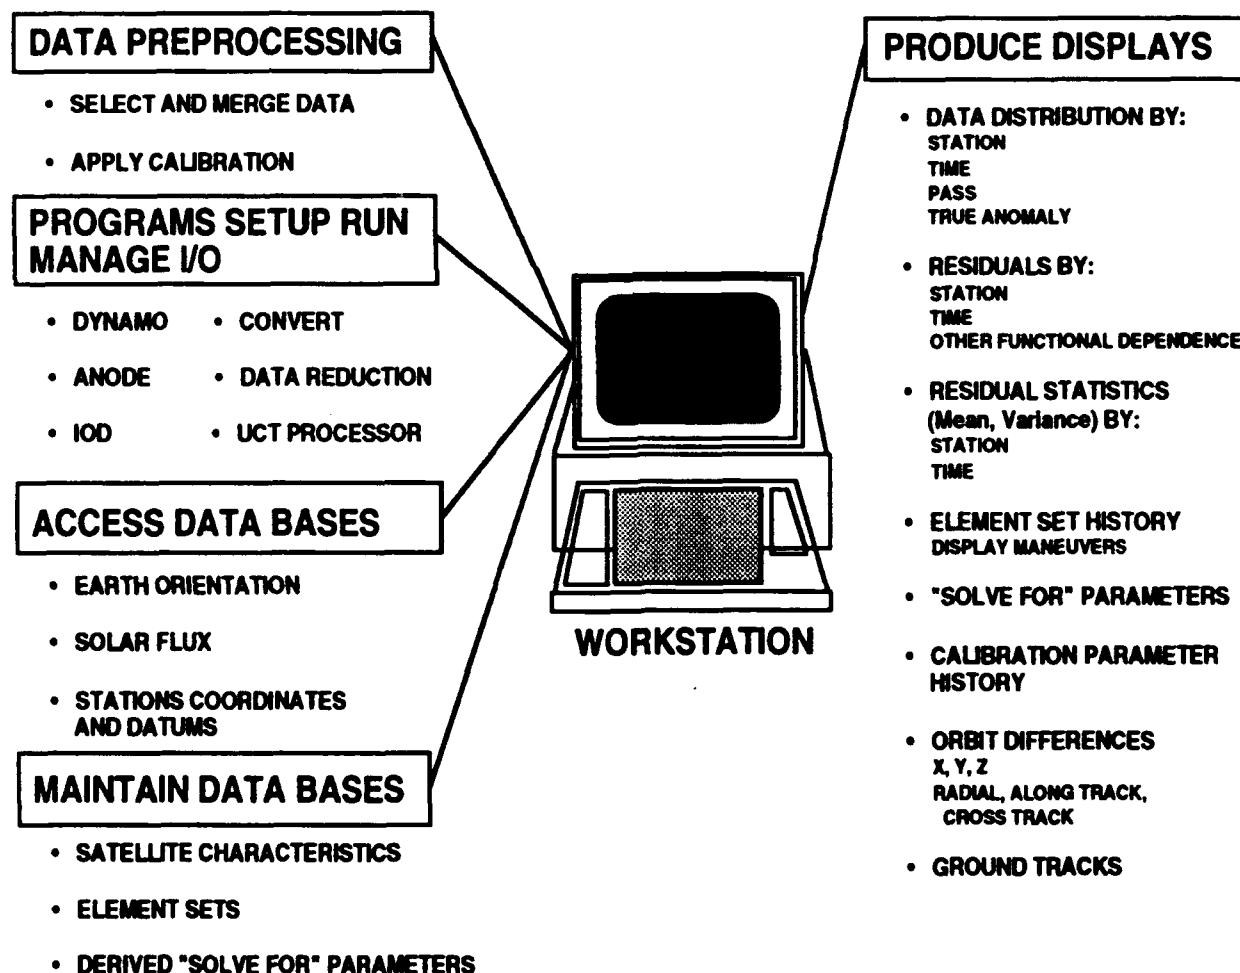 DATA PREPROCESSING
• SELECT AND MERGE DATA
• APPLY CALIBRATION
PROGRAMS SETUP RUN
MANAGE I/O
• DYNAMO • CONVERT
• ANODE • DATA REDUCTION
• IOD • UCT PROCESSOR
ACCESS DATA BASES
• EARTH ORIENTATION
• SOLAR FLUX
• STATIONS COORDINATES
AND DATUMS
MAINTAIN DATA BASES
• SATELLITE CHARACTERISTICS
• ELEMENT SETS
• DERIVED "SOLVE FOR" PARAMETERS
WORKSTATION
PRODUCE DISPLAYS
• DATA DISTRIBUTION BY:
STATION
TIME
PASS
TRUE ANOMALY
• RESIDUALS BY:
STATION
TIME
OTHER FUNCTIONAL DEPENDENCE
• RESIDUAL STATISTICS
(Mean, Variance) BY:
STATION
TIME
• ELEMENT SET HISTORY
DISPLAY MANEUVERS
• "SOLVE FOR" PARAMETERS
• CALIBRATION PARAMETER
HISTORY
• ORBIT DIFFERENCES
X, Y, Z
RADIAL, ALONG TRACK,
CROSS TRACK
• GROUND TRACKS